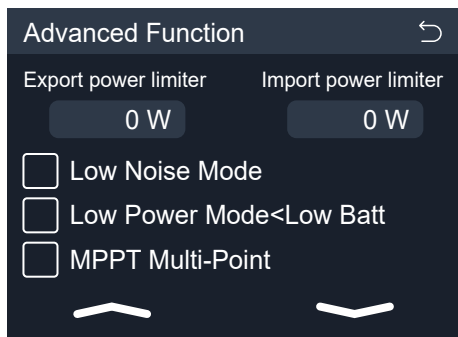 Advanced Function
Export power limiter Import power limiter
0 W 0 W
Low Noise Mode
Low Power Mode<Low Batt
MPPT Multi-Point